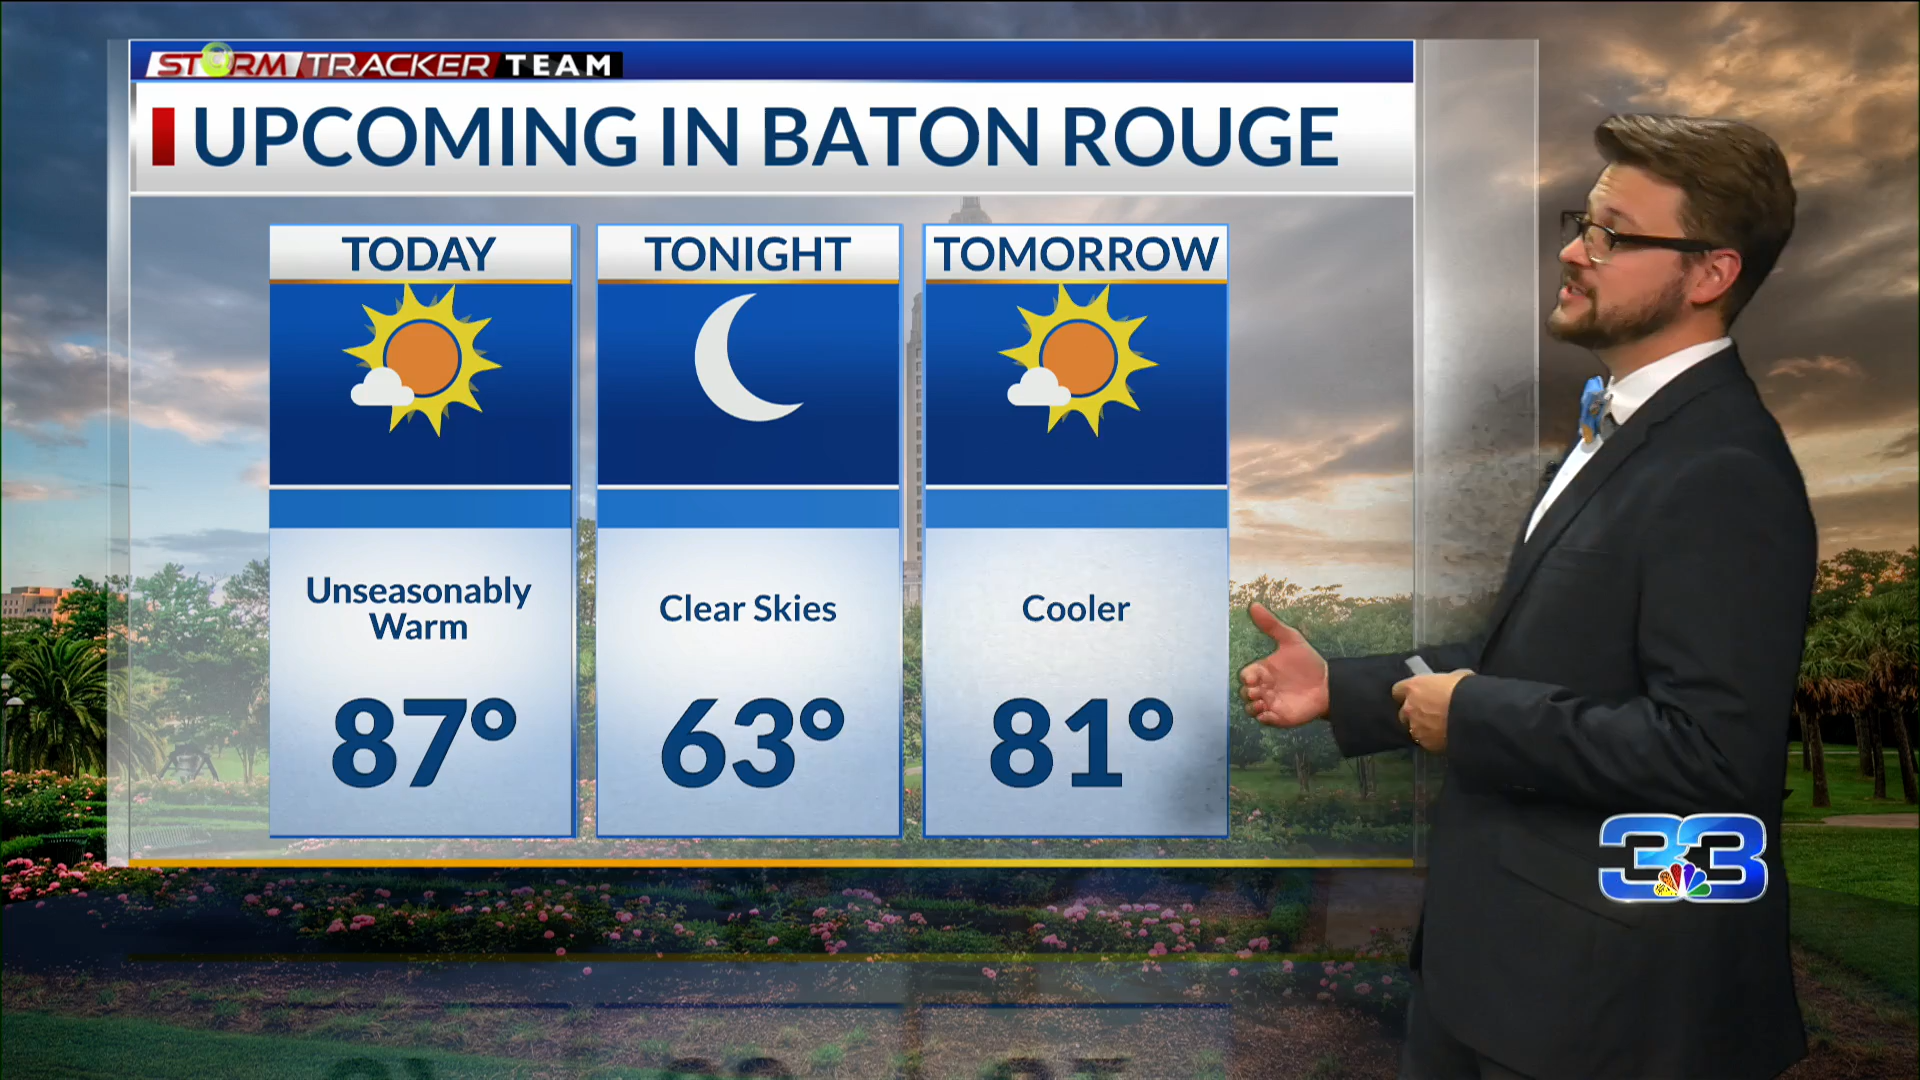 STORM TRACKER TEAM
UPCOMING IN BATON ROUGE
TODAY
Unseasonably
Warm
87°
TONIGHT
Clear Skies
63°
TOMORROW
Cooler
81°
33